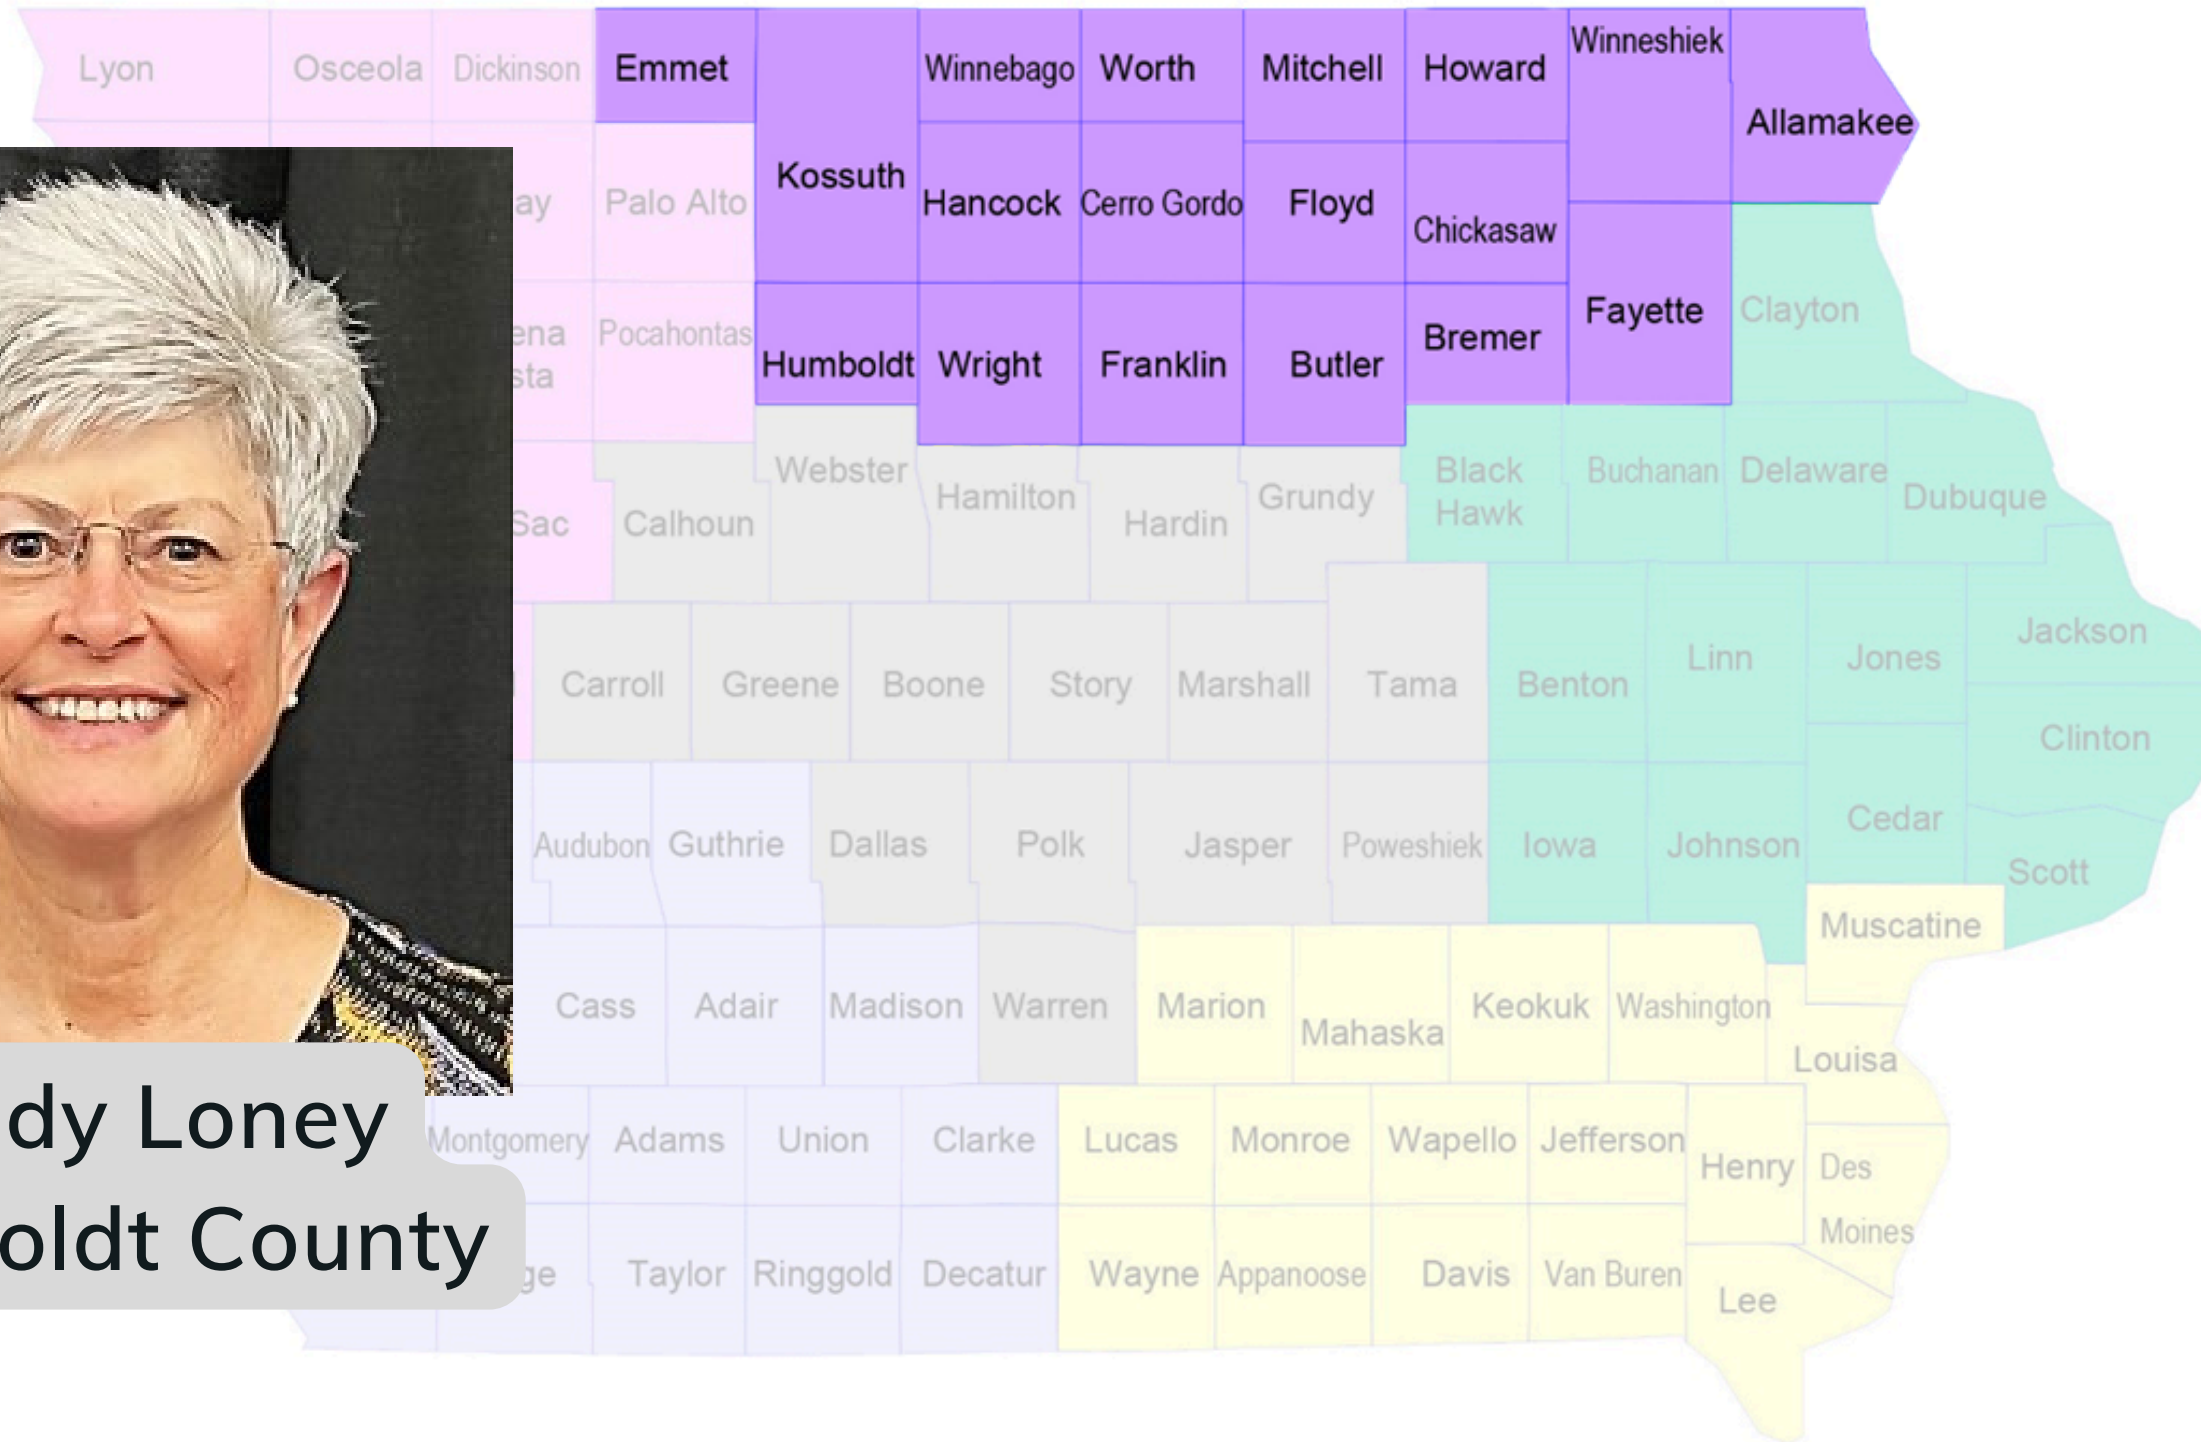 Lyon Osceola Dickinson Emmet Winnebago Worth Mitchell Howard Winneshiek
Allamakee
ay Palo Alto Kossuth Hancock Cerro Gordo Floyd Chickasaw
ena Pocahontas Fayette Clayton
sta Humboldt Wright Franklin Butler Bremer
Webster Hamilton Grundy Black Buchanan Delaware Dubuque
Hawk
Sac Calhoun Hardin
Carroll Greene Boone Story Marshall Tama Benton Linn Jones Jackson
Clinton
Audubon Guthrie Dallas Polk Jasper Poweshiek Iowa Johnson Cedar Scott
Muscatine
Cass Adair Madison Warren Marion Mahaska Keokuk Washington
Louisa
dy Loney
Montgomery Adams Union Clarke Lucas Monroe Wapello Jefferson Henry Des
Moines
oldt County
ge Taylor Ringgold Decatur Wayne Appanoose Davis Van Buren Lee